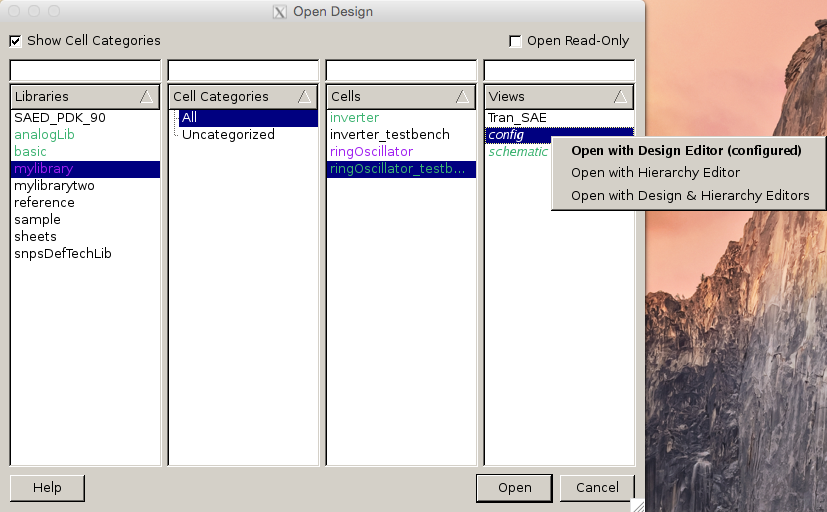 Open Design
Show Cell Categories
Open Read-Only
Libraries
SAED_PDK_90
analogLib
basic
mylibrary
mylibrarytwo
reference
sample
sheets
snpsDefTechLib
Cell Categories
All
Uncategorized
Cells
inverter
inverter_testbench
ringOscillator
ringOscillator_testb...
Views
Tran_SAE
config
schematic
Open with Design Editor (configured)
Open with Hierarchy Editor
Open with Design & Hierarchy Editors
Help
Open
Cancel